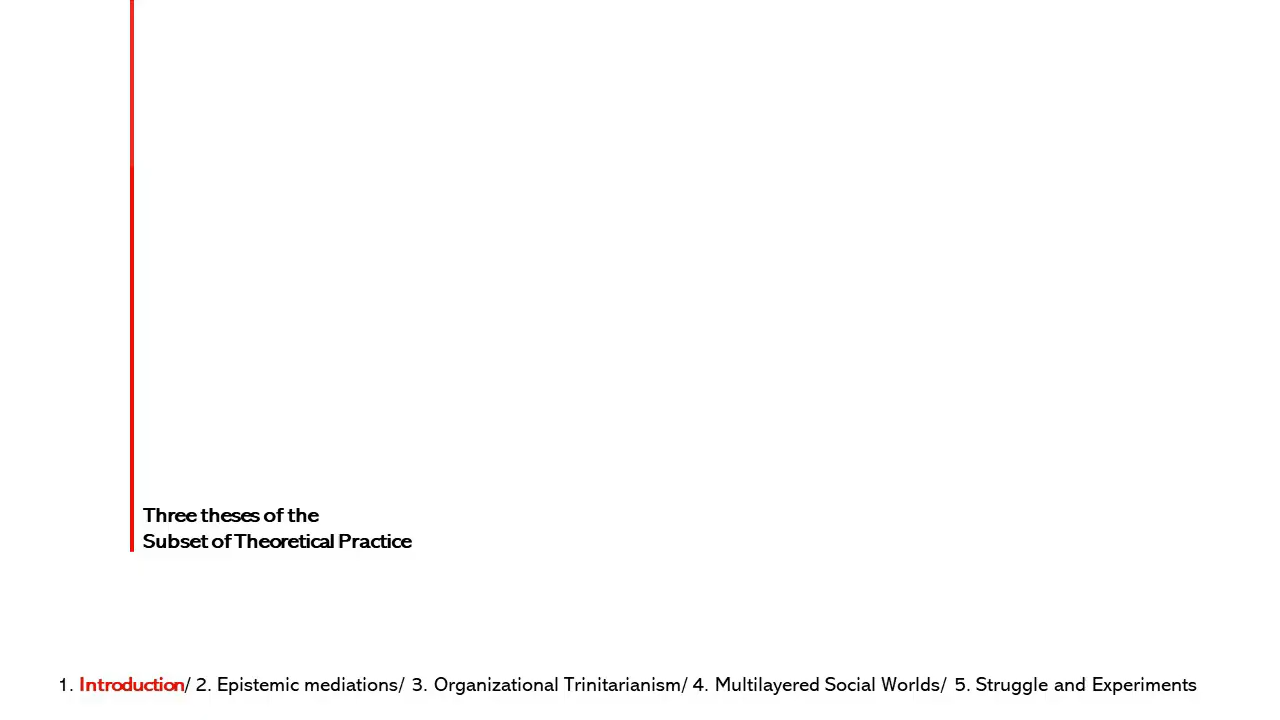 Three theses of the
Subset of Theoretical Practice
1. Introduction/ 2. Epistemic mediations/ 3. Organizational Trinitarianism/ 4. Multilayered Social Worlds/ 5. Struggle and Experiments